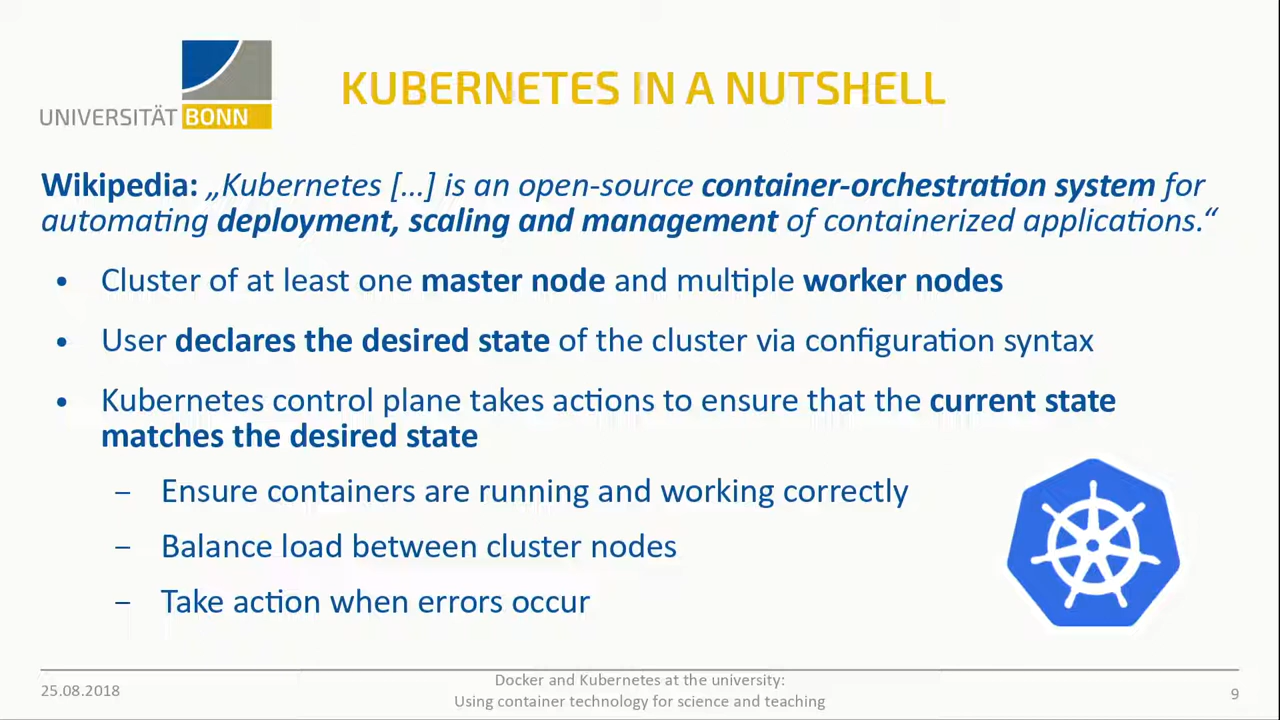 UNIVERSITÄT BONN
KUBERNETES IN A NUTSHELL
Wikipedia: „Kubernetes [...] is an open-source container-orchestration system for
automating deployment, scaling and management of containerized applications.“
• Cluster of at least one master node and multiple worker nodes
• User declares the desired state of the cluster via configuration syntax
• Kubernetes control plane takes actions to ensure that the current state
matches the desired state
– Ensure containers are running and working correctly
– Balance load between cluster nodes
– Take action when errors occur
25.08.2018
Docker and Kubernetes at the university:
Using container technology for science and teaching
9